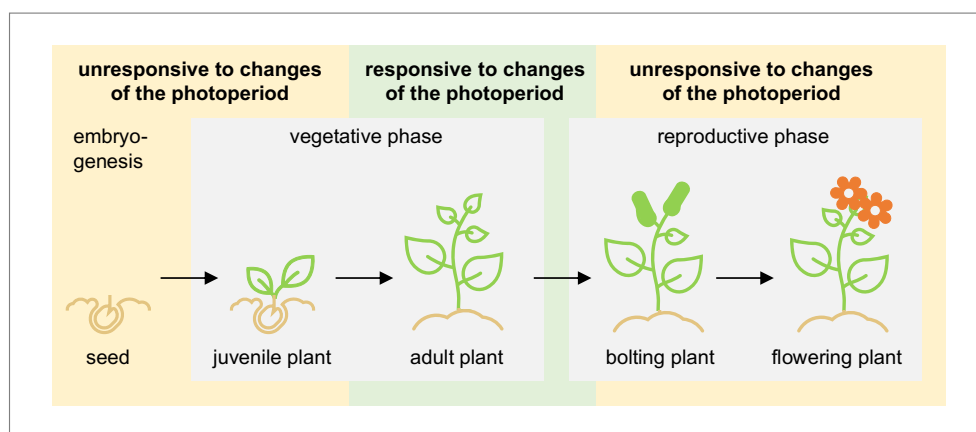 unresponsive to changes
of the photoperiod
responsive to changes
of the photoperiod
unresponsive to changes
of the photoperiod
embryo-
genesis
vegetative phase
reproductive phase
seed
juvenile plant
adult plant
bolting plant
flowering plant